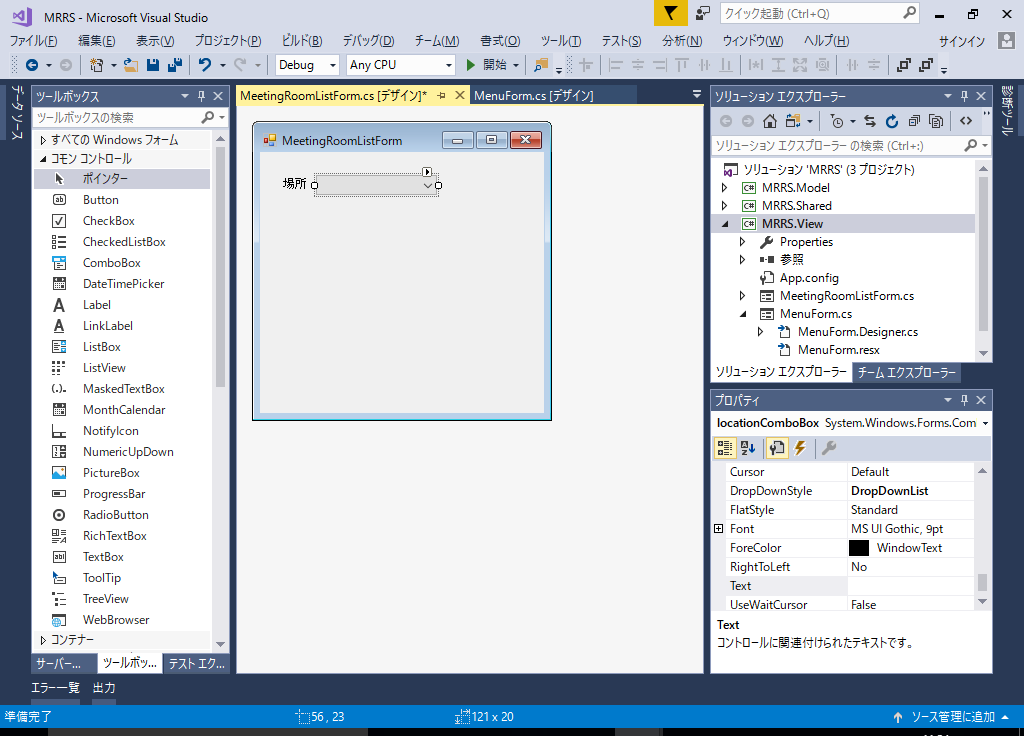 MRRS - Microsoft Visual Studio
クイック起動 (Ctrl+Q)
ファイル(F) 編集(E) 表示(V) プロジェクト(P) ビルド(B) デバッグ(D) チーム(M) 書式(O) ツール(T) テスト(S) 分析(N) ウィンドウ(W) ヘルプ(H) サインイン
Debug Any CPU 開始
データ ソース
ツールボックス
ツールボックスの検索
すべての Windows フォーム
コモン コントロール
ポインター
Button
CheckBox
CheckedListBox
ComboBox
DateTimePicker
Label
LinkLabel
ListBox
ListView
MaskedTextBox
MonthCalendar
NotifyIcon
NumericUpDown
PictureBox
ProgressBar
RadioButton
RichTextBox
TextBox
ToolTip
TreeView
WebBrowser
コンテナー
サーバー... ツールボッ... テスト エク...
MeetingRoomListForm.cs [デザイン]* MenuForm.cs [デザイン]
MeetingRoomListForm
場所
ソリューション エクスプローラー
ソリューション エクスプローラー の検索 (Ctrl+:)
ソリューション 'MRRS' (3 プロジェクト)
MRRS.Model
MRRS.Shared
MRRS.View
Properties
参照
App.config
MeetingRoomListForm.cs
MenuForm.cs
MenuForm.Designer.cs
MenuForm.resx
ソリューション エクスプローラー チーム エクスプローラー
診断ツール
プロパティ
locationComboBox System.Windows.Forms.Com
Cursor Default
DropDownStyle DropDownList
FlatStyle Standard
Font MS UI Gothic, 9pt
ForeColor WindowText
RightToLeft No
Text
UseWaitCursor False
Text
コントロールに関連付けられたテキストです。
エラー一覧 出力
準備完了 56 , 23 121 x 20 ソース管理に追加